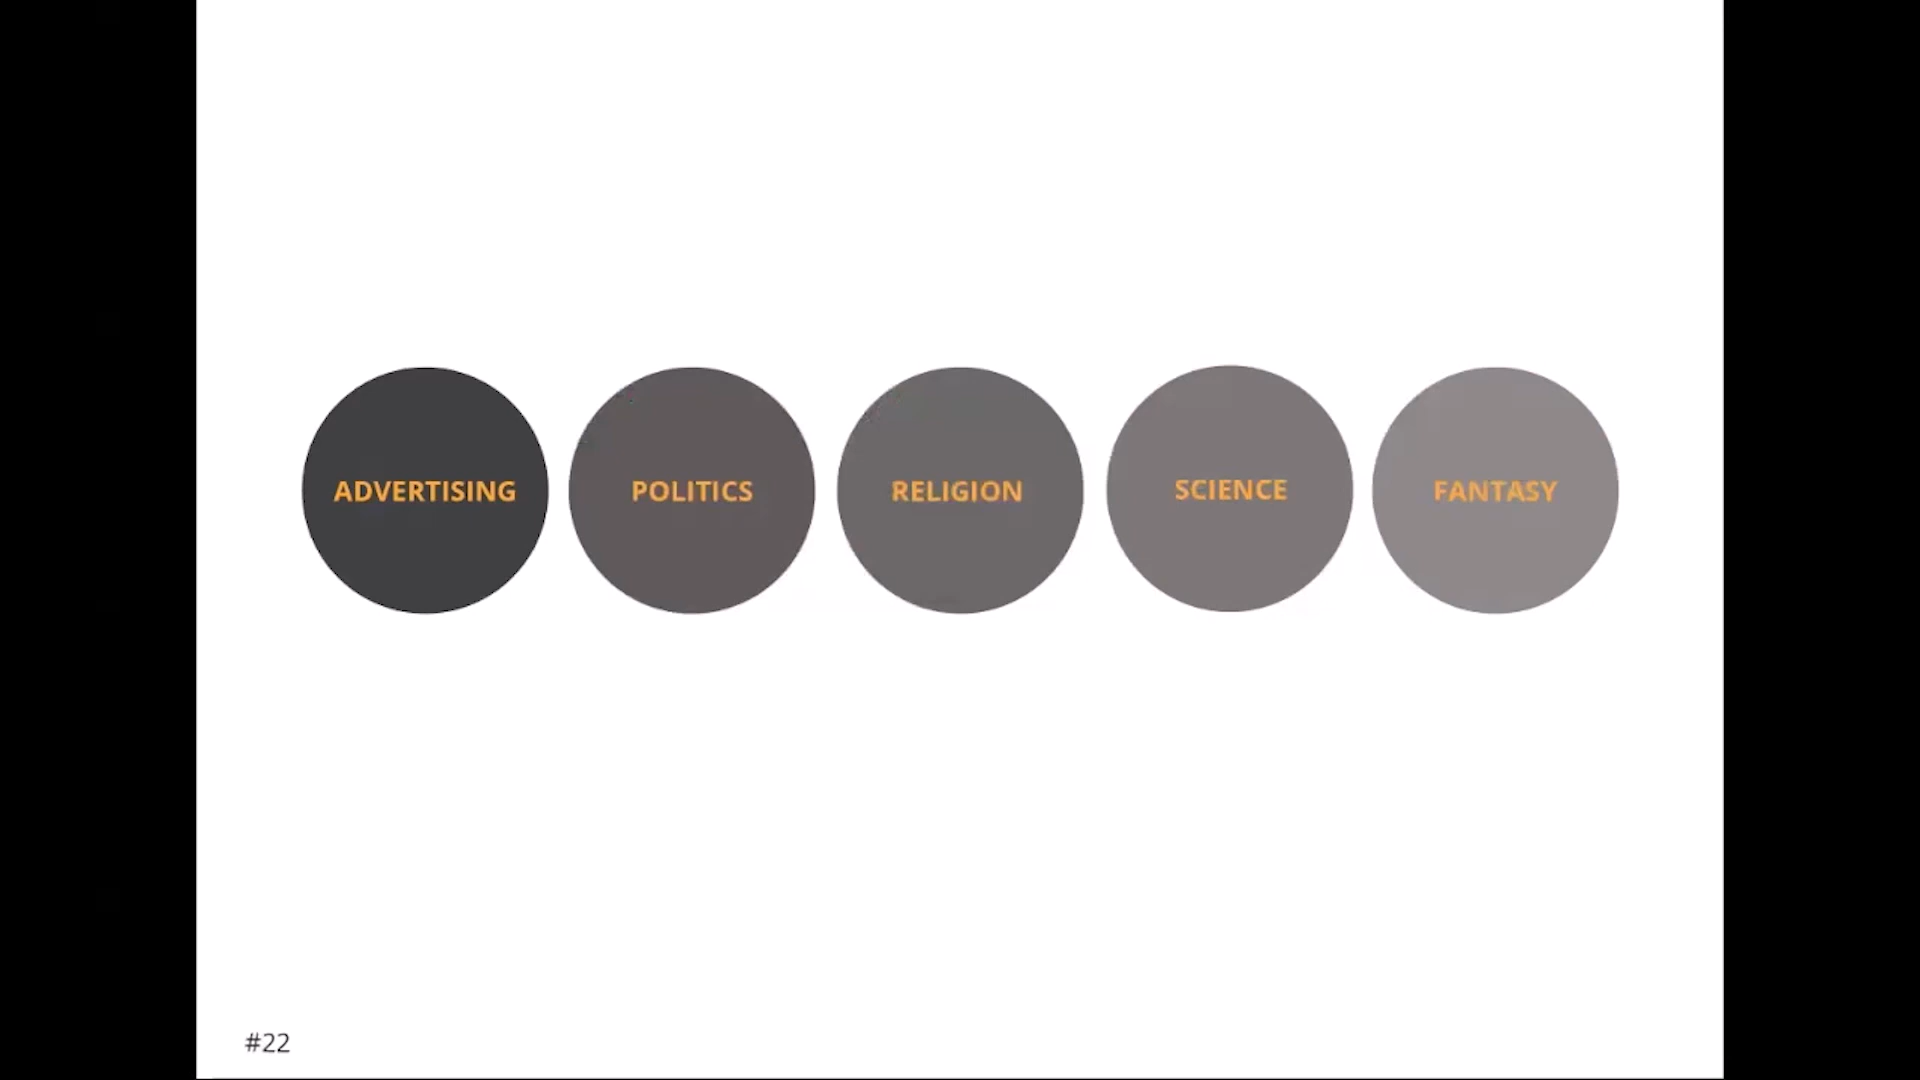 ADVERTISING
POLITICS
RELIGION
SCIENCE
FANTASY
#22